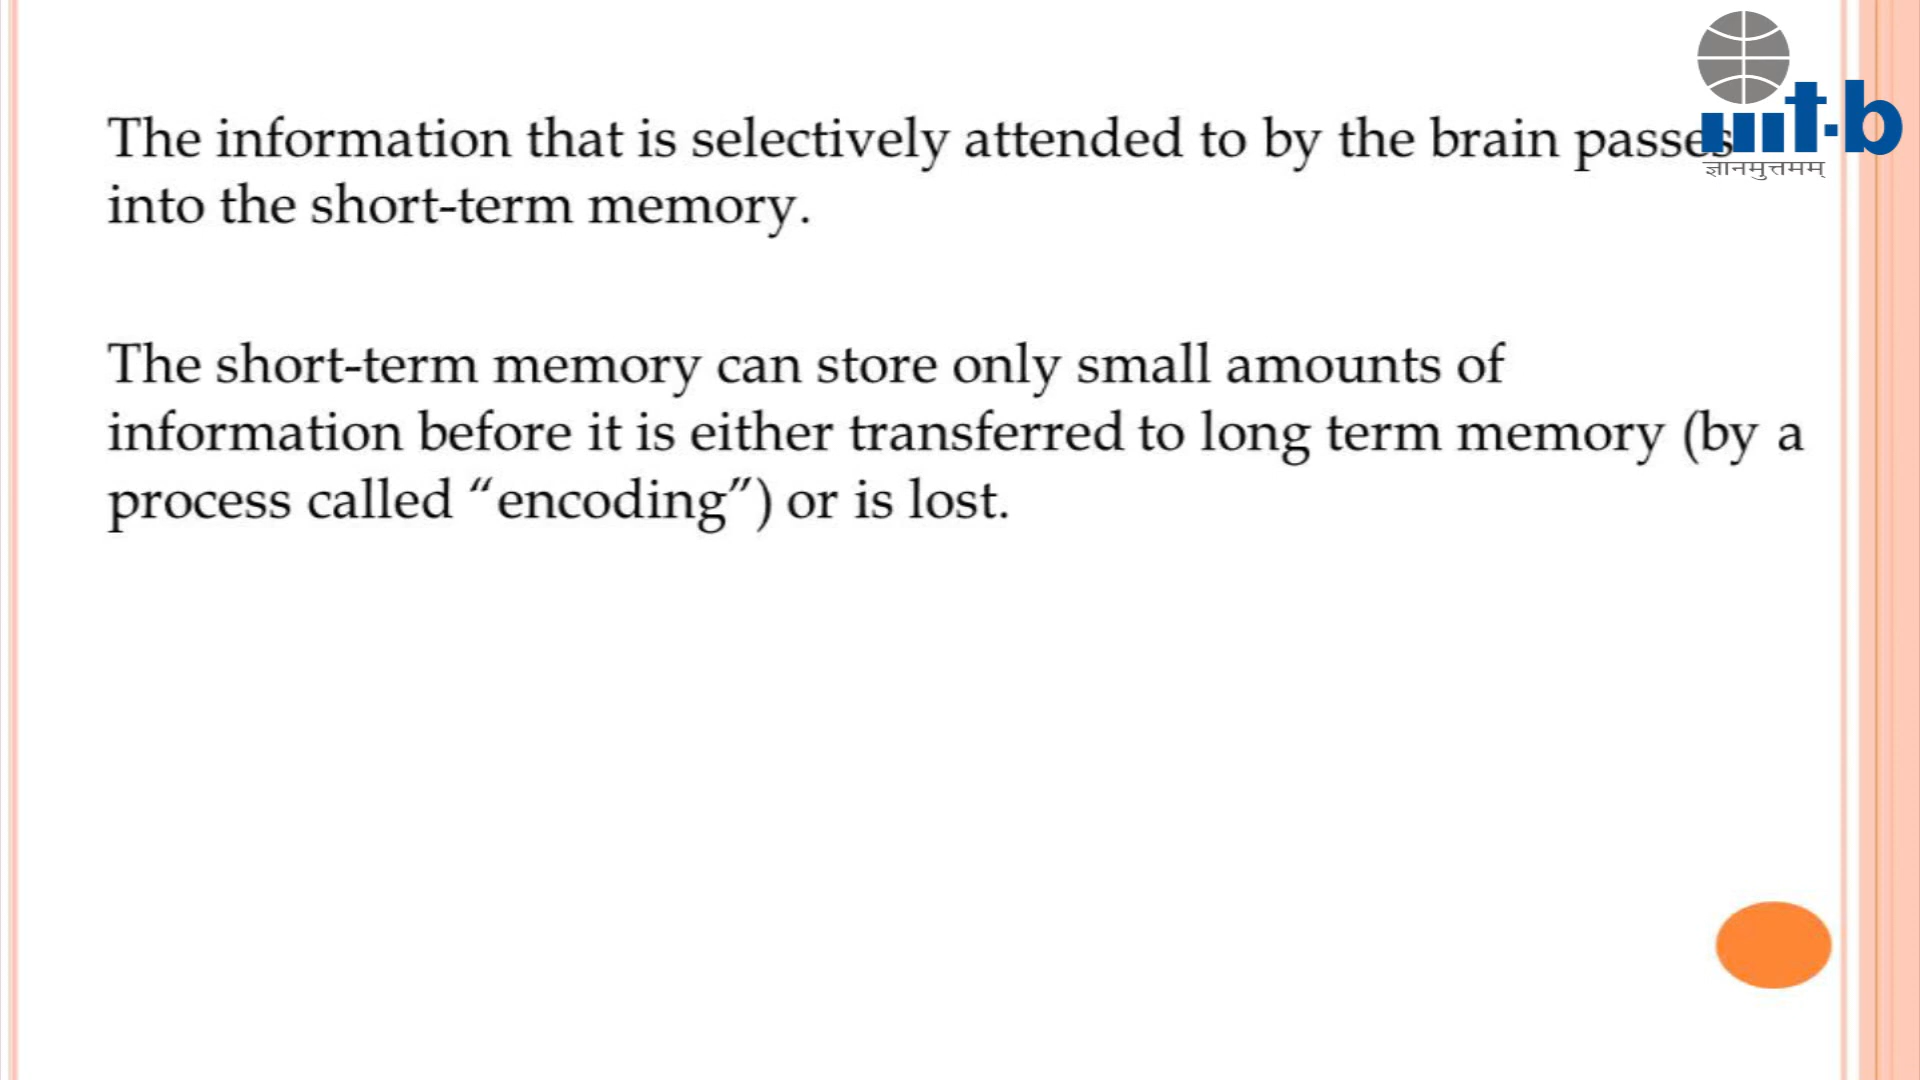 The information that is selectively attended to by the brain passes
into the short-term memory.
The short-term memory can store only small amounts of
information before it is either transferred to long term memory (by a
process called “encoding”) or is lost.
iiit-b
ज्ञानमुत्तमम्